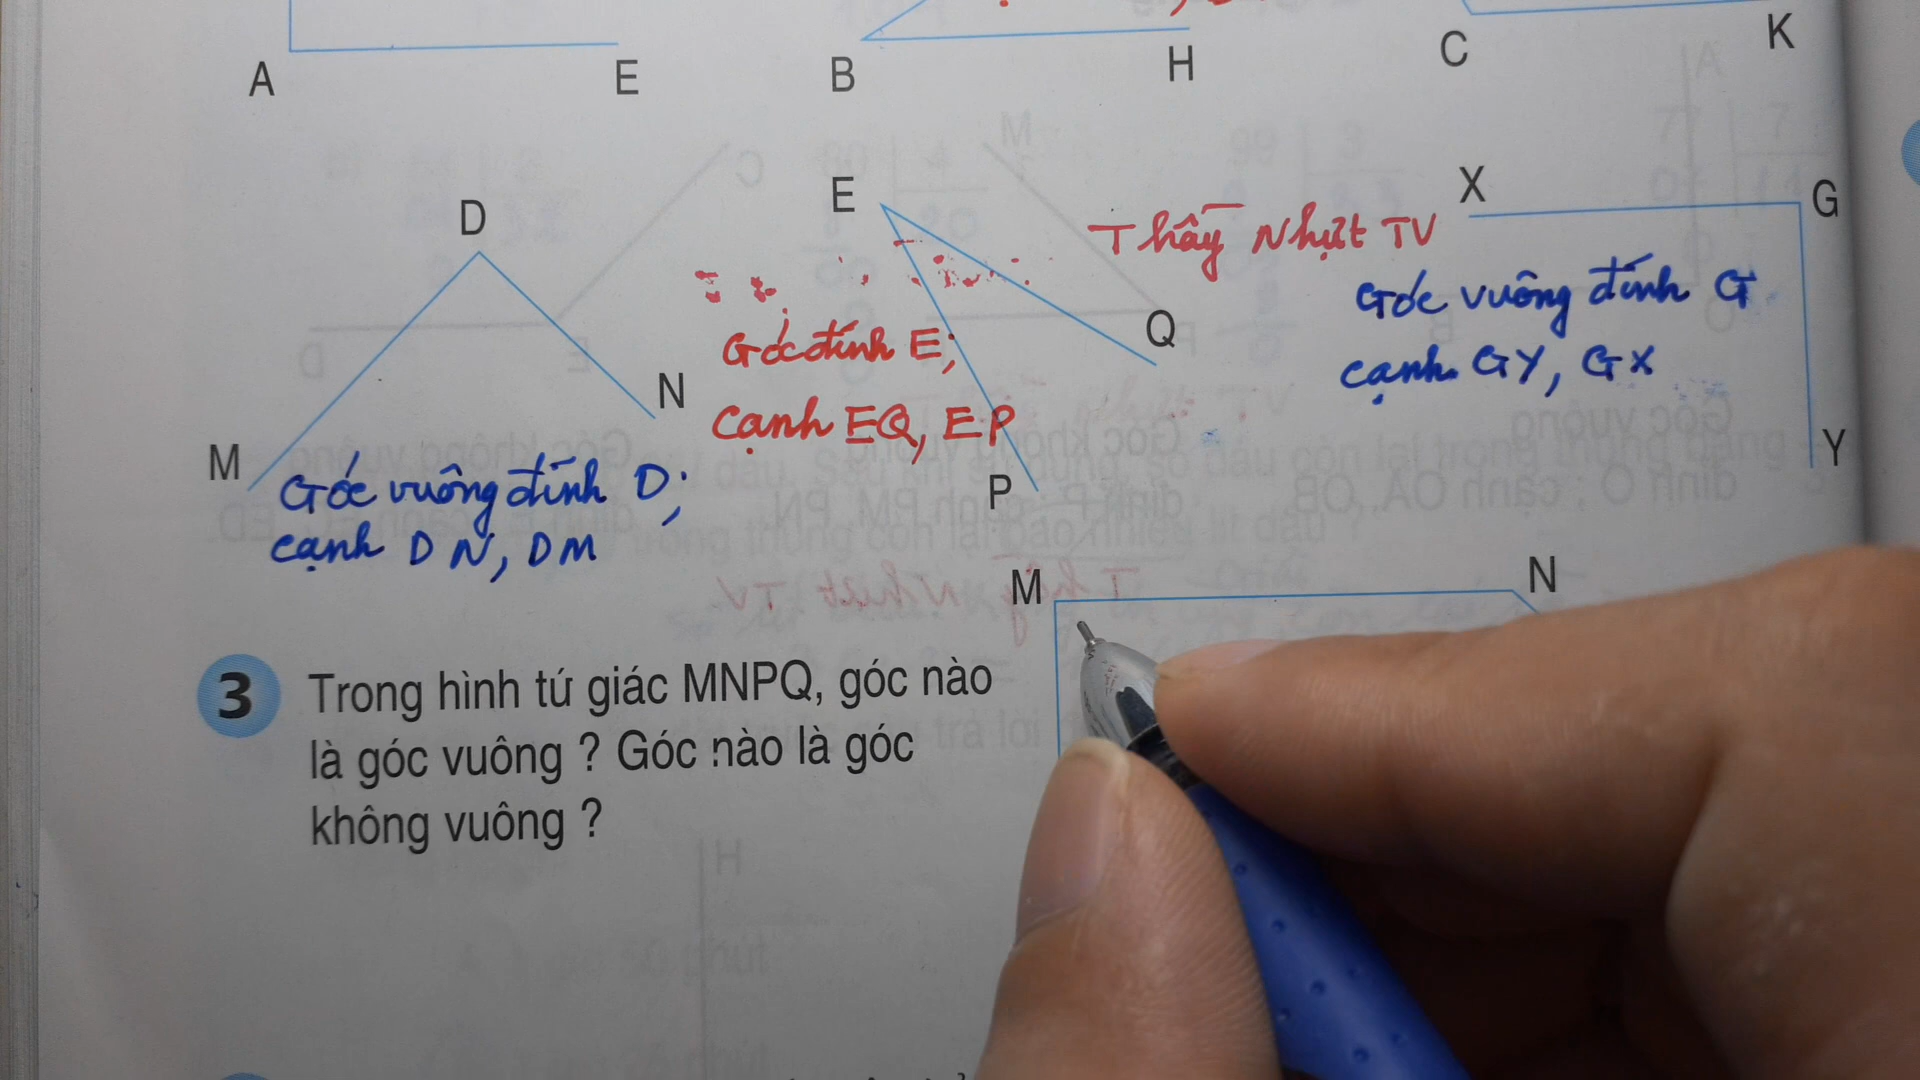 A
E
B
H
C
K
D
M
N
Góc vuông đỉnh D;
cạnh DN, DM
E
Q
P
Thầy Nhựt TV
Góc đỉnh E;
cạnh EQ, EP
X
G
Y
Góc vuông đỉnh G
cạnh GY, GX
M
N
3
Trong hình tứ giác MNPQ, góc nào
là góc vuông ? Góc nào là góc
không vuông ?